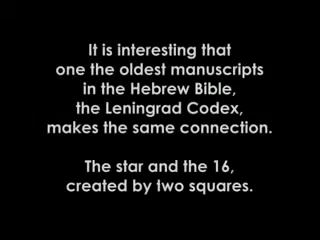 It is interesting that
one the oldest manuscripts
in the Hebrew Bible,
the Leningrad Codex,
makes the same connection.
The star and the 16,
created by two squares.